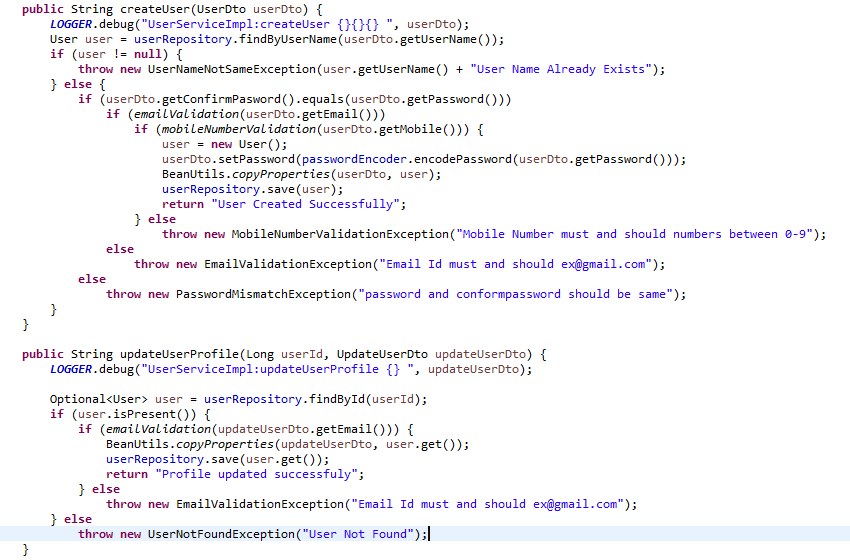 public String createUser(UserDto userDto) {
LOGGER.debug("UserServiceImpl:createUser {}{}{} ", userDto);
User user = userRepository.findByUserName(userDto.getUserName());
if (user != null) {
throw new UserNameNotSameException(user.getUserName() + "User Name Already Exists");
} else {
if (userDto.getConfirmPasword().equals(userDto.getPassword()))
if (emailValidation(userDto.getEmail()))
if (mobileNumberValidation(userDto.getMobile())) {
user = new User();
userDto.setPassword(passwordEncoder.encodePassword(userDto.getPassword()));
BeanUtils.copyProperties(userDto, user);
userRepository.save(user);
return "User Created Successfully";
} else
throw new MobileNumberValidationException("Mobile Number must and should numbers between 0-9");
else
throw new EmailValidationException("Email Id must and should ex@gmail.com");
else
throw new PasswordMismatchException("password and conformpassword should be same");
}
}
public String updateUserProfile(Long userId, UpdateUserDto updateUserDto) {
LOGGER.debug("UserServiceImpl:updateUserProfile {} ", updateUserDto);
Optional<User> user = userRepository.findById(userId);
if (user.isPresent()) {
if (emailValidation(updateUserDto.getEmail())) {
BeanUtils.copyProperties(updateUserDto, user.get());
userRepository.save(user.get());
return "Profile updated successfuly";
} else
throw new EmailValidationException("Email Id must and should ex@gmail.com");
} else
throw new UserNotFoundException("User Not Found");
}